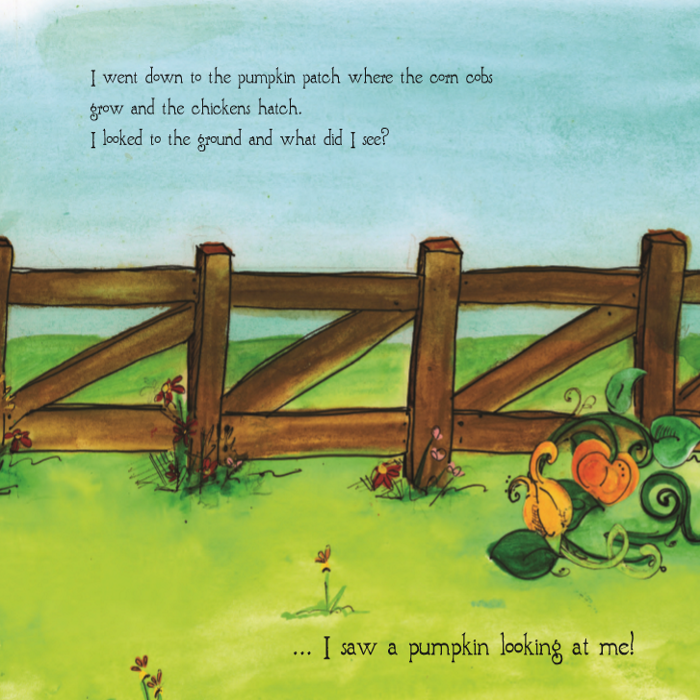 I went down to the pumpkin patch where the corn cobs
grow and the chickens hatch.
I looked to the ground and what did I see?
... I saw a pumpkin looking at me!